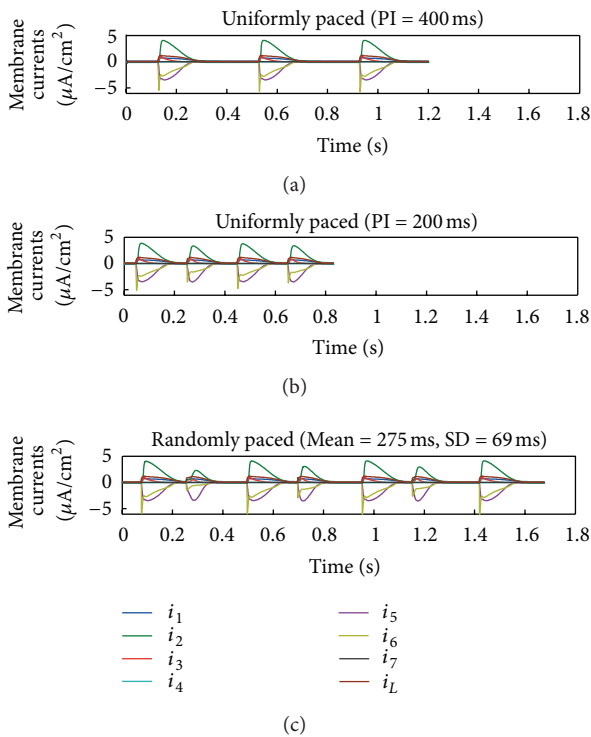 Uniformly paced (PI = 400 ms)
Membrane
currents
(μA/cm²)
5
0
−5
0 0.2 0.4 0.6 0.8 1 1.2 1.4 1.6 1.8
Time (s)
(a)
Uniformly paced (PI = 200 ms)
Membrane
currents
(μA/cm²)
5
0
−5
0 0.2 0.4 0.6 0.8 1 1.2 1.4 1.6 1.8
Time (s)
(b)
Randomly paced (Mean = 275 ms, SD = 69 ms)
Membrane
currents
(μA/cm²)
5
0
−5
0 0.2 0.4 0.6 0.8 1 1.2 1.4 1.6 1.8
Time (s)
i₁ i₅
i₂ i₆
i₃ i₇
i₄ i_L
(c)